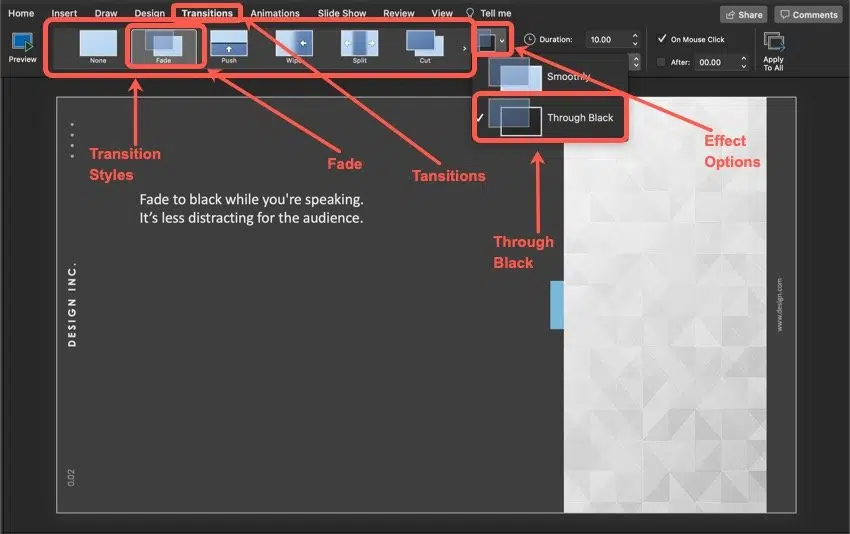 Home Insert Draw Design Transitions Animations Slide Show Review View Tell me Share Comments
Preview None Fade Push Wipe Split Cut Duration: 10.00 On Mouse Click After: 00.00 Apply To All
Smoothly
Through Black
Transition
Styles
Fade
Tansitions
Effect
Options
Through
Black
Fade to black while you're speaking.
It’s less distracting for the audience.
DESIGN INC.
www.design.com
0.02